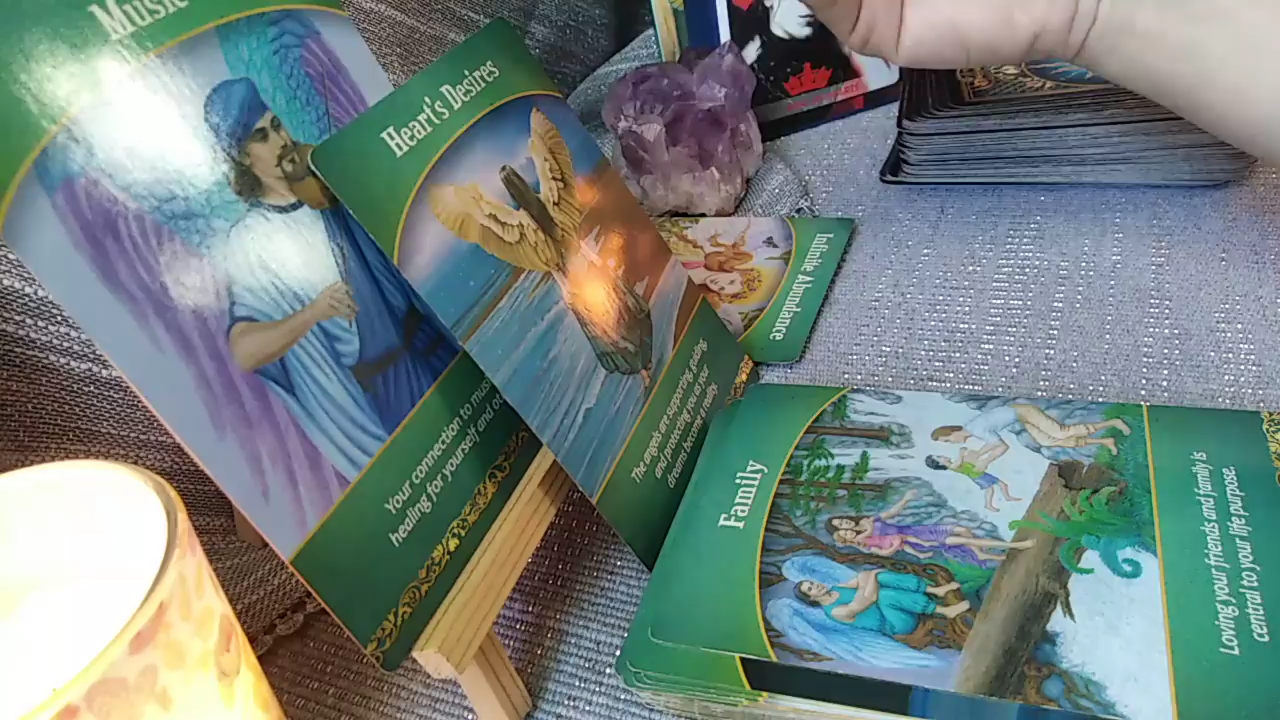 Music
Your connection to music
healing for yourself and
Heart's Desires
The angels are supporting, guiding
and protecting you as your
dreams become a reality.
Infinite Abundance
Family
Loving your friends and family is
central to your life purpose.